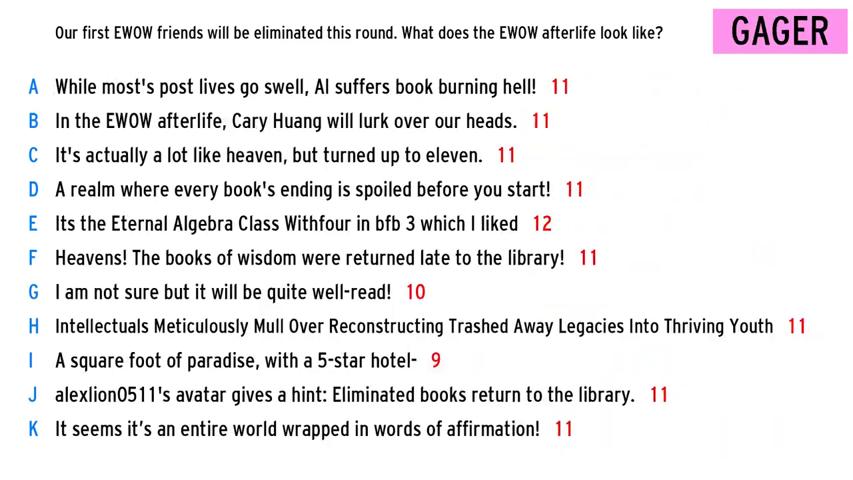 Our first EWOW friends will be eliminated this round. What does the EWOW afterlife look like?
GAGER
A While most's post lives go swell, AI suffers book burning hell! 11
B In the EWOW afterlife, Cary Huang will lurk over our heads. 11
C It's actually a lot like heaven, but turned up to eleven. 11
D A realm where every book's ending is spoiled before you start! 11
E Its the Eternal Algebra Class Withfour in bfb 3 which I liked 12
F Heavens! The books of wisdom were returned late to the library! 11
G I am not sure but it will be quite well-read! 10
H Intellectuals Meticulously Mull Over Reconstructing Trashed Away Legacies Into Thriving Youth 11
I A square foot of paradise, with a 5-star hotel- 9
J alexlion0511's avatar gives a hint: Eliminated books return to the library. 11
K It seems it’s an entire world wrapped in words of affirmation! 11